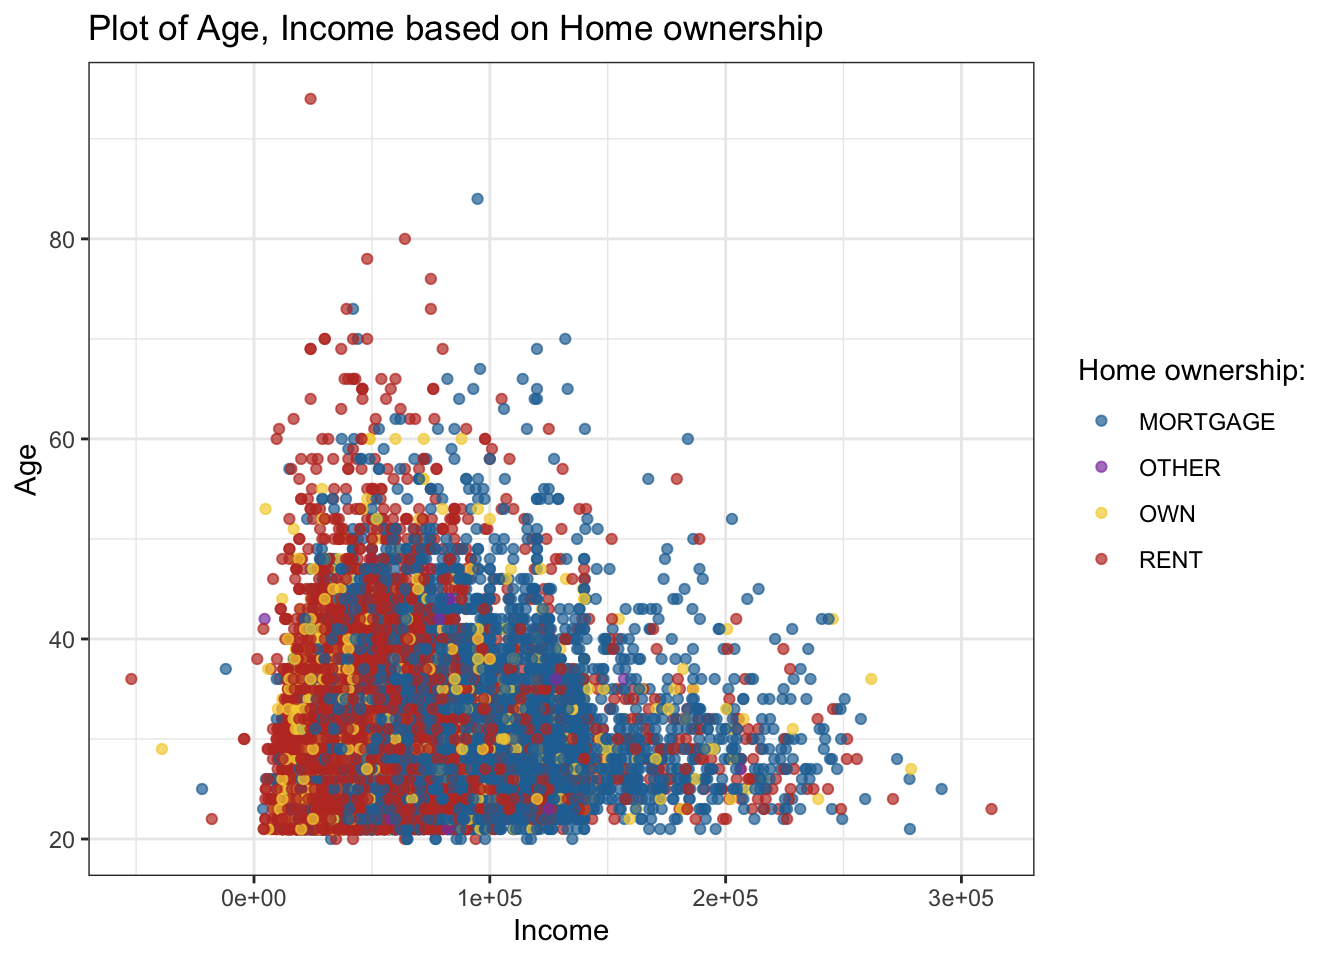 Plot of Age, Income based on Home ownership
80
60
40
20
Age
0e+00 1e+05 2e+05 3e+05
Income
Home ownership:
MORTGAGE
OTHER
OWN
RENT